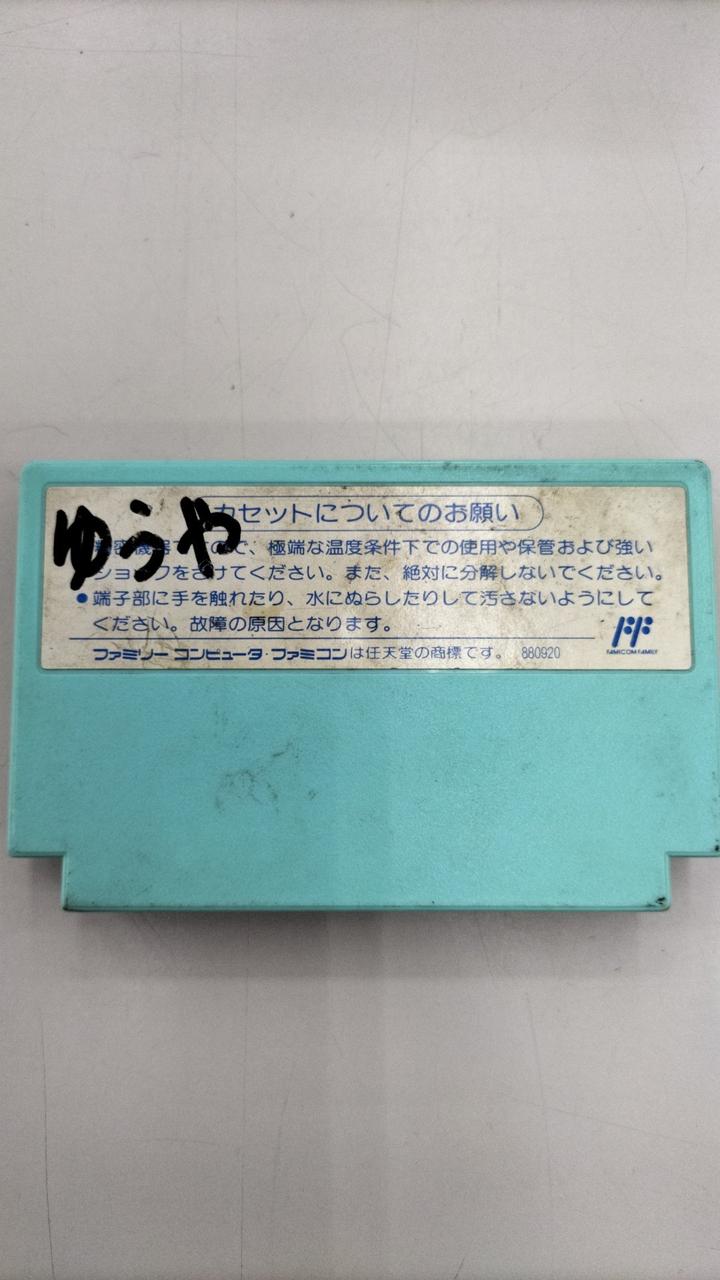 ゆうや
カセットについてのお願い
で、極端な温度条件下での使用や保管および強い
ショックをさけてください。また、絶対に分解しないでください。
●端子部に手を触れたり、水にぬらしたりして汚さないようにして
ください。故障の原因となります。
ファミリーコンピュータ・ファミコンは任天堂の商標です。 880920
FAMICOM FAMILY